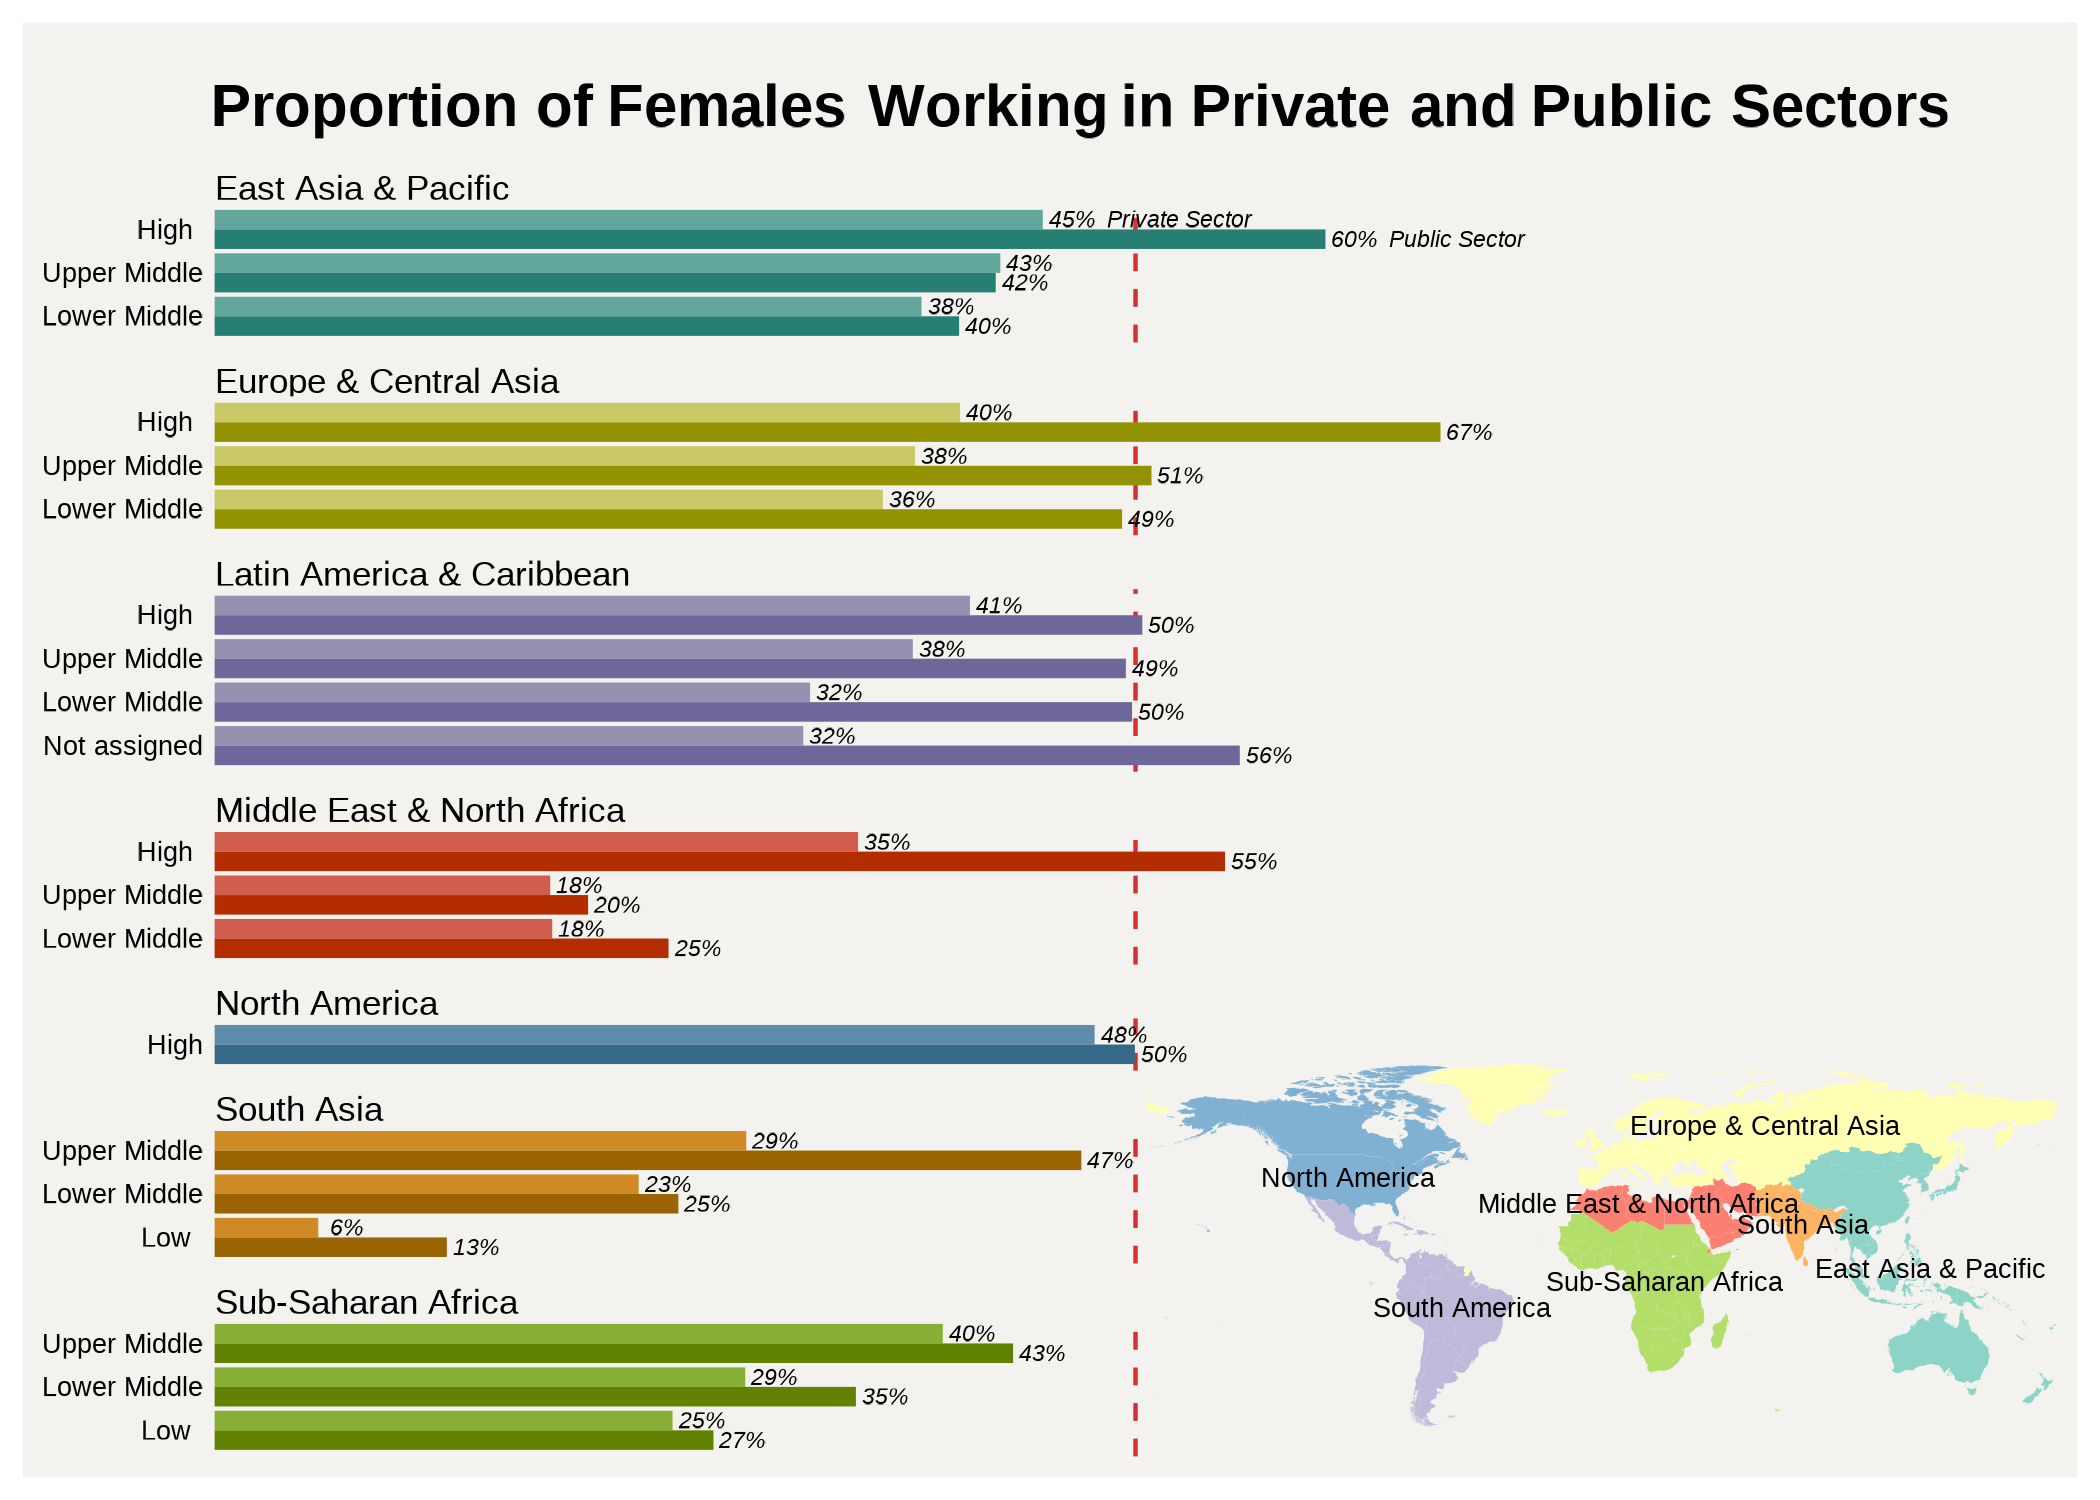 Proportion of Females Working in Private and Public Sectors
East Asia & Pacific
High
45% Private Sector
60% Public Sector
Upper Middle
43%
42%
Lower Middle
38%
40%
Europe & Central Asia
High
40%
67%
Upper Middle
38%
51%
Lower Middle
36%
49%
Latin America & Caribbean
High
41%
50%
Upper Middle
38%
49%
Lower Middle
32%
50%
Not assigned
32%
56%
Middle East & North Africa
High
35%
55%
Upper Middle
18%
20%
Lower Middle
18%
25%
North America
High
48%
50%
South Asia
Upper Middle
29%
47%
Lower Middle
23%
25%
Low
6%
13%
Sub-Saharan Africa
Upper Middle
40%
43%
Lower Middle
29%
35%
Low
25%
27%
Europe & Central Asia
North America
Middle East & North Africa
South Asia
East Asia & Pacific
Sub-Saharan Africa
South America